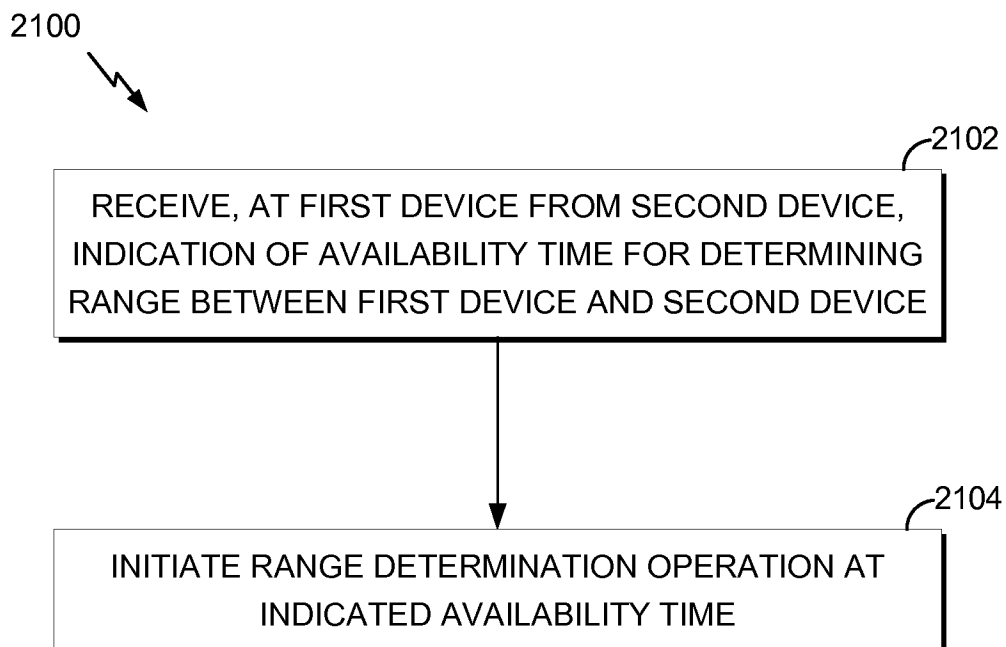 2100
2102
RECEIVE, AT FIRST DEVICE FROM SECOND DEVICE,
INDICATION OF AVAILABILITY TIME FOR DETERMINING
RANGE BETWEEN FIRST DEVICE AND SECOND DEVICE
2104
INITIATE RANGE DETERMINATION OPERATION AT
INDICATED AVAILABILITY TIME